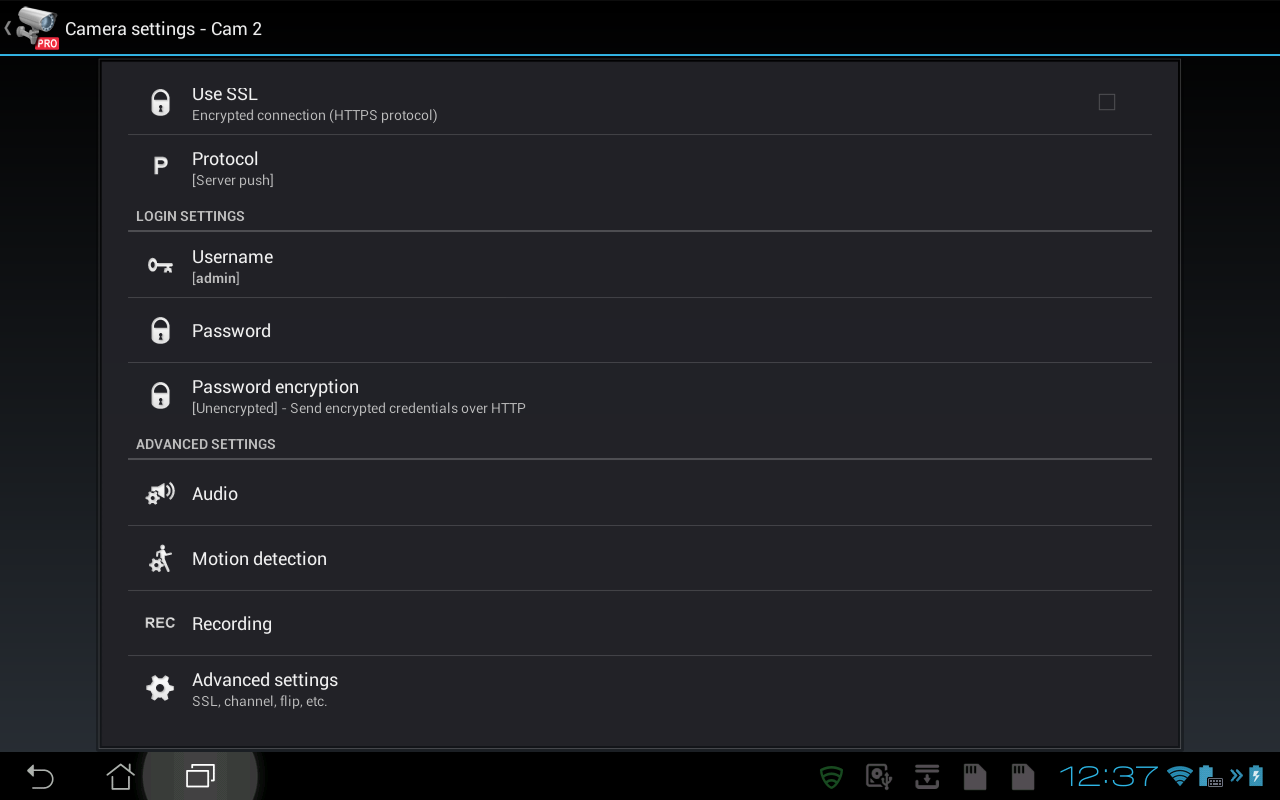 PRO
Camera settings - Cam 2
Use SSL
Encrypted connection (HTTPS protocol)
P
Protocol
[Server push]
LOGIN SETTINGS
Username
[admin]
Password
Password encryption
[Unencrypted] - Send encrypted credentials over HTTP
ADVANCED SETTINGS
Audio
Motion detection
REC
Recording
Advanced settings
SSL, channel, flip, etc.
12:37